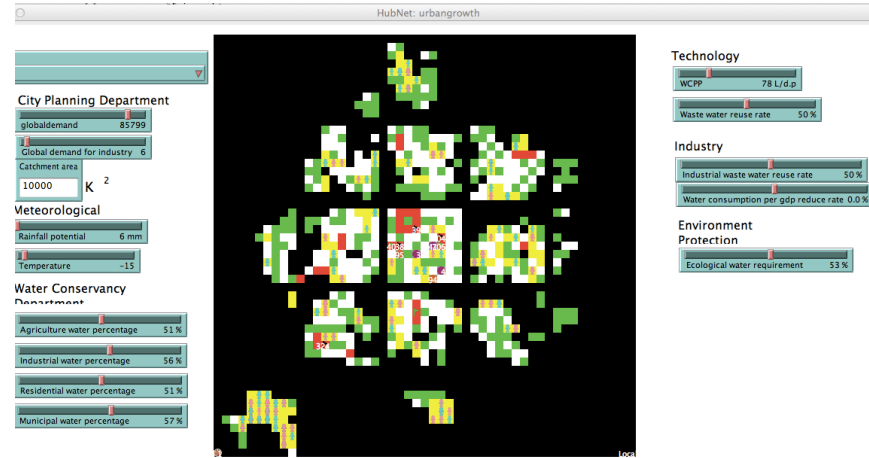 HubNet: urbangrowth
City Planning Department
globaldemand 85799
Global demand for industry 6
Catchment area
10000 K 2
Meteorological
Rainfall potential 6 mm
Temperature -15
Water Conservancy
Department
Agriculture water percentage 51 %
Industrial water percentage 56 %
Residential water percentage 51 %
Municipal water percentage 57 %
324
94
Loca
Technology
WCPP 78 L/d.p
Waste water reuse rate 50 %
Industry
Industrial waste water reuse rate 50 %
Water consumption per gdp reduce rate 0.0 %
Environment
Protection
Ecological water requirement 53 %